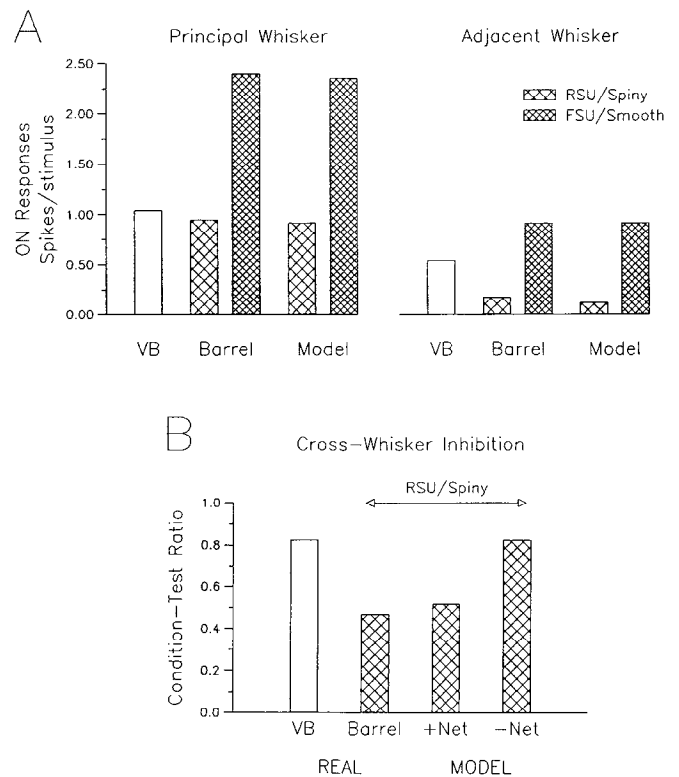 A
Principal Whisker
Adjacent Whisker
ON Responses
Spikes/stimulus
2.50
2.00
1.50
1.00
0.50
0.00
RSU/Spiny
FSU/Smooth
VB Barrel Model
VB Barrel Model
B
Cross-Whisker Inhibition
RSU/Spiny
Condition-Test Ratio
1.0
0.8
0.6
0.4
0.2
0.0
VB Barrel +Net -Net
REAL MODEL